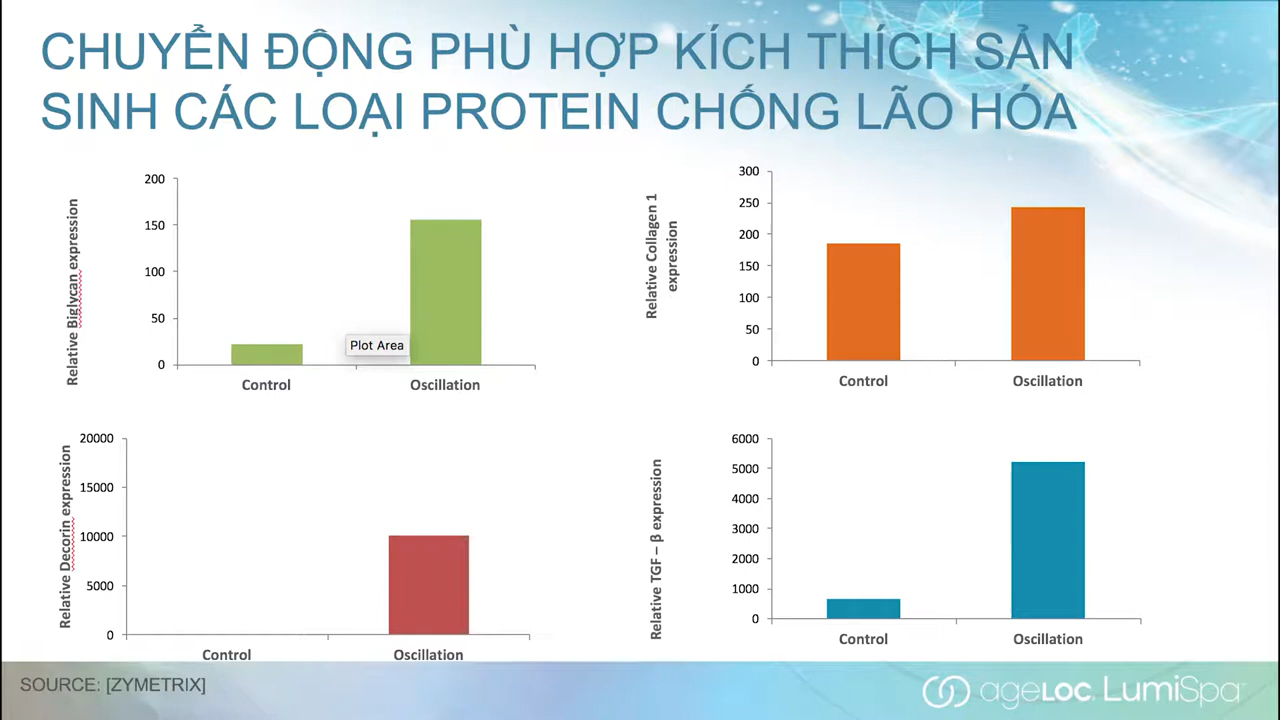 CHUYỂN ĐỘNG PHÙ HỢP KÍCH THÍCH SẢN
SINH CÁC LOẠI PROTEIN CHỐNG LÃO HÓA
Relative Biglycan expression
200
150
100
50
0
Plot Area
Control
Oscillation
Relative Collagen 1
expression
300
250
200
150
100
50
0
Control
Oscillation
Relative Decorin expression
20000
15000
10000
5000
0
Control
Oscillation
Relative TGF – β expression
6000
5000
4000
3000
2000
1000
0
Control
Oscillation
SOURCE: [ZYMETRIX]
ageLOC® LumiSpa™